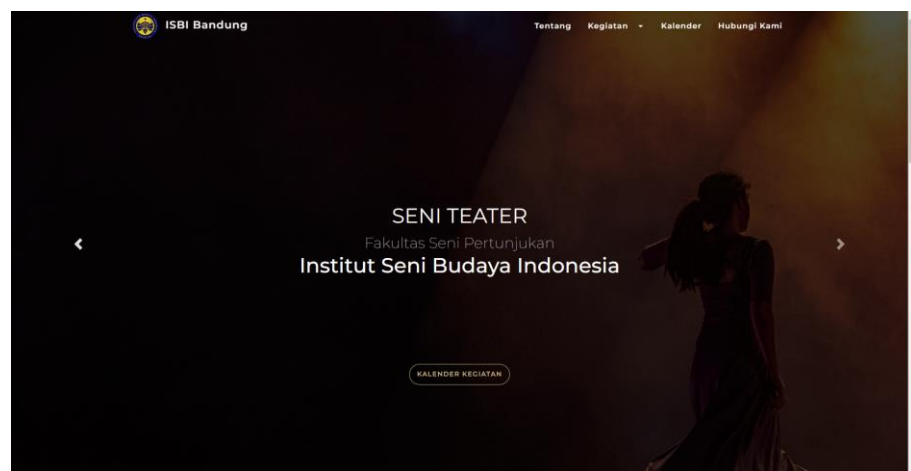 ISBI Bandung
Tentang Kegiatan Kalender Hubungi Kami
SENI TEATER
Fakultas Seni Pertunjukan
Institut Seni Budaya Indonesia
KALENDER KEGIATAN